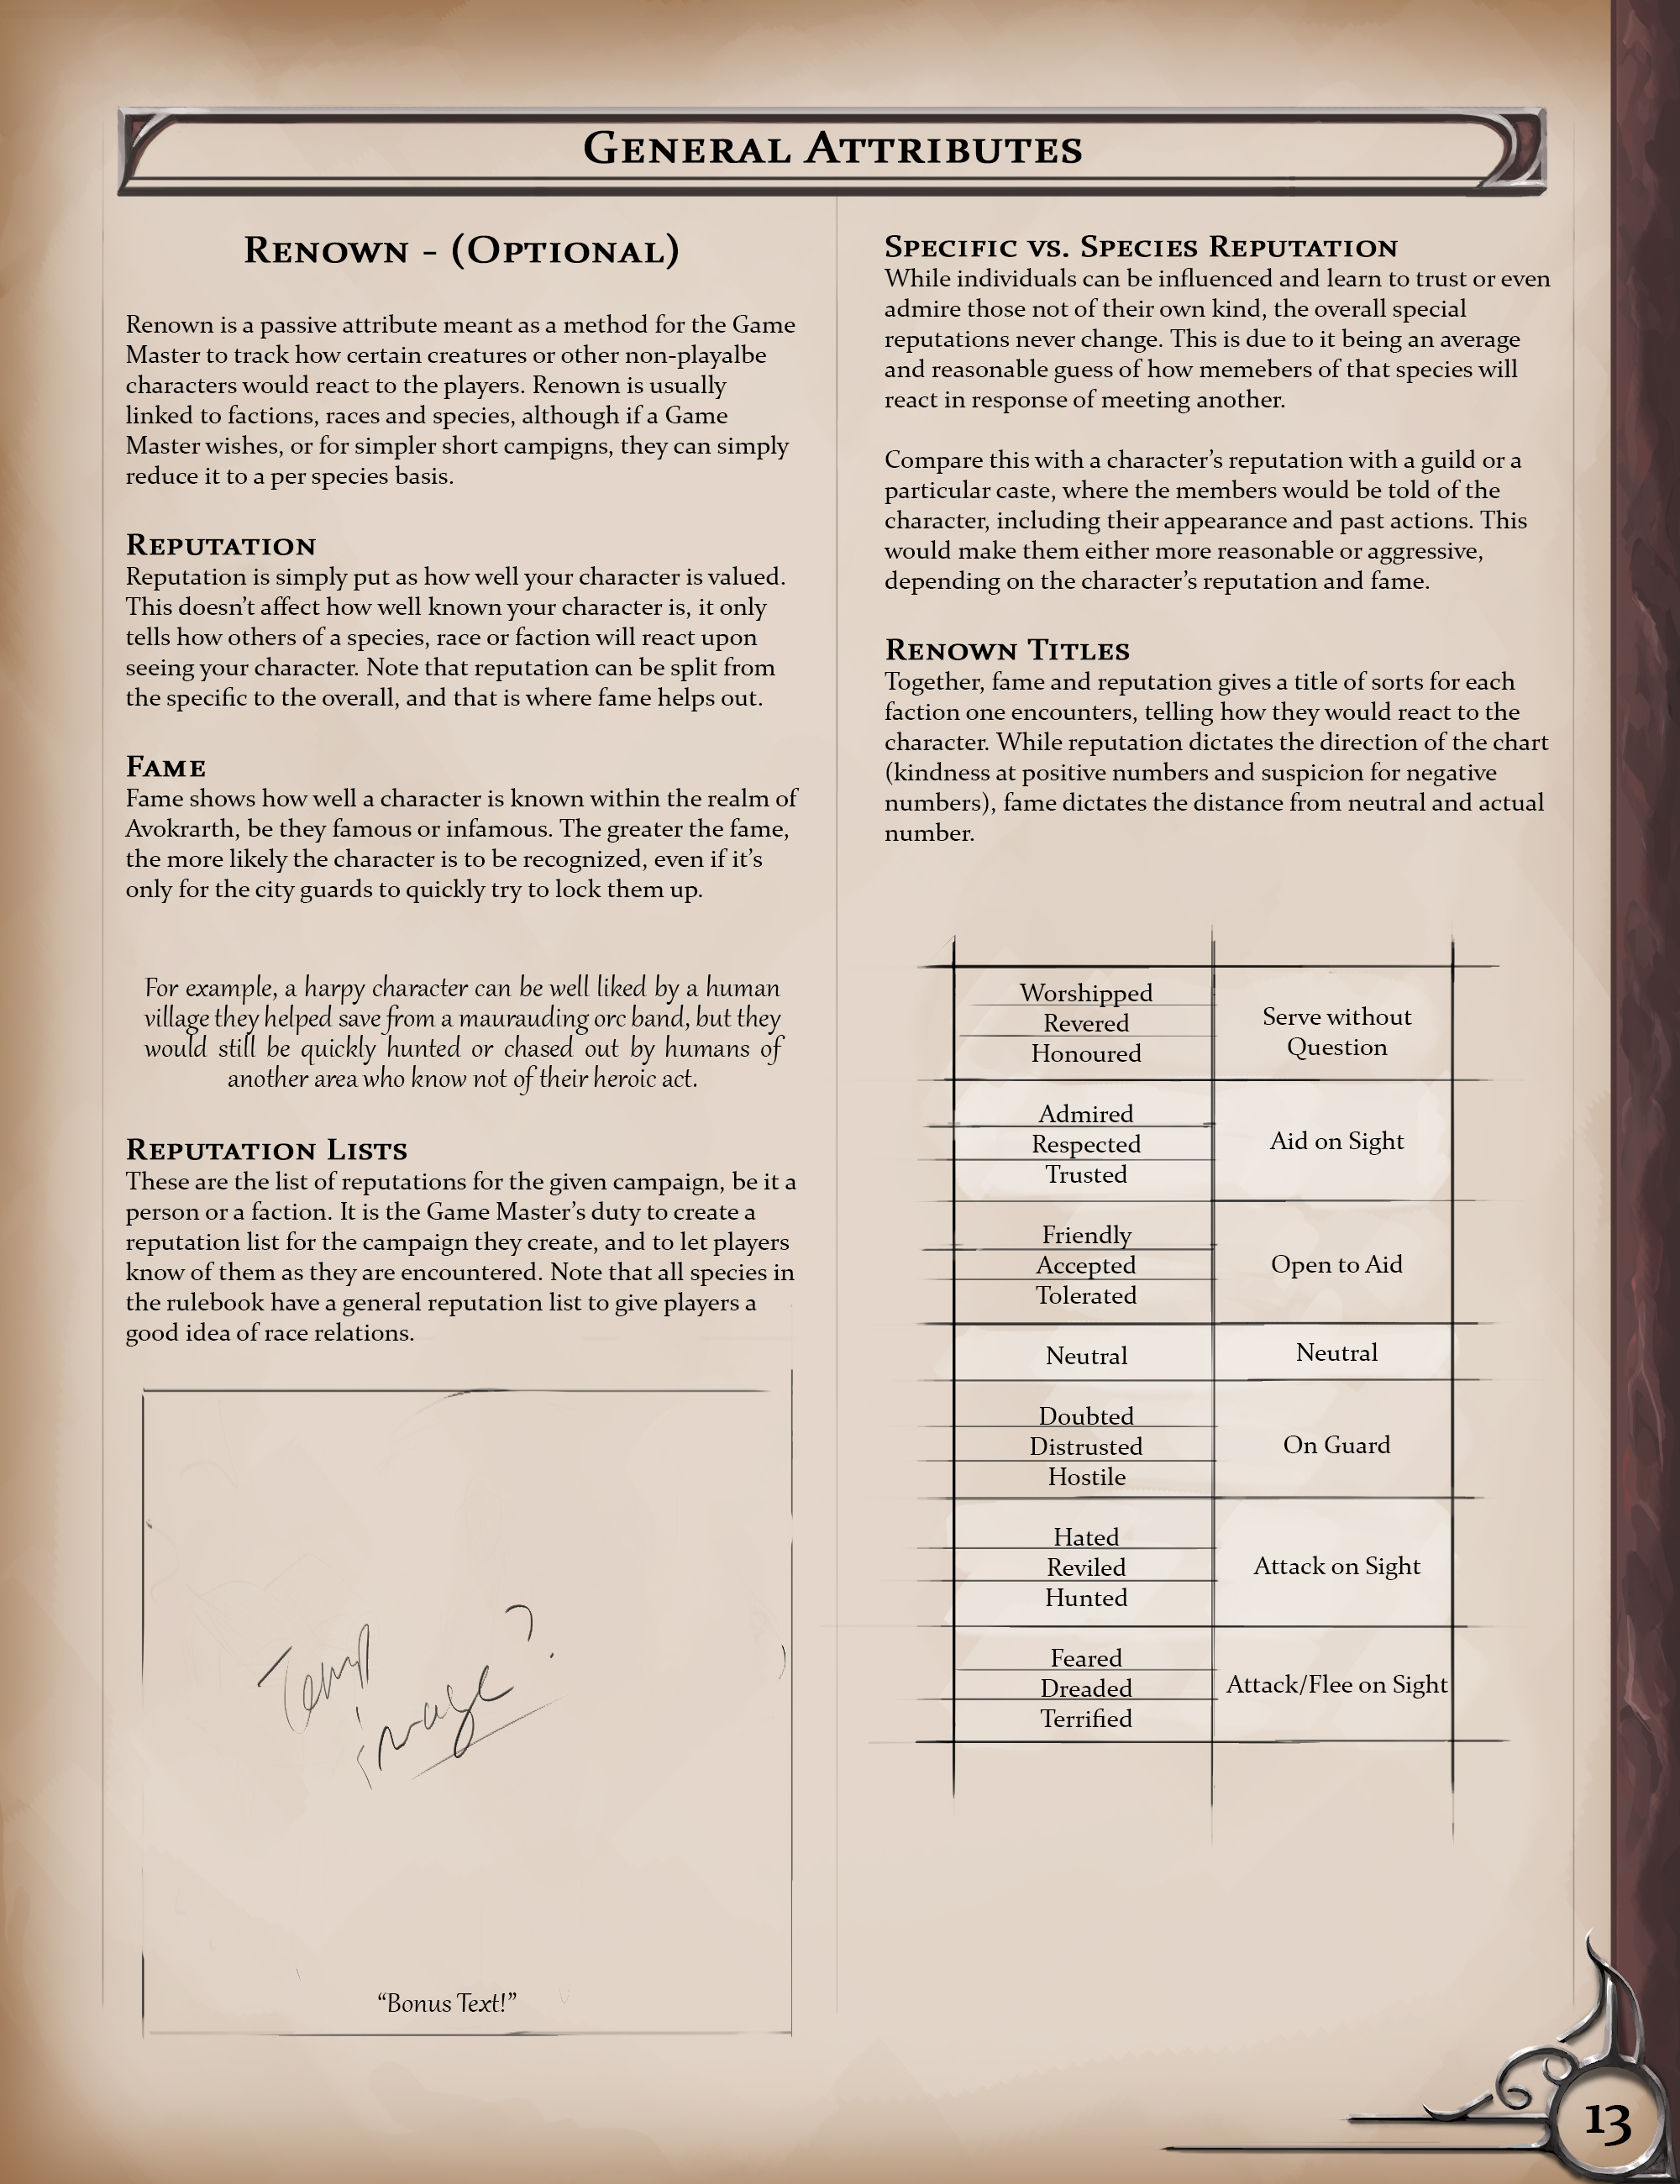 General Attributes
Renown - (Optional)
Renown is a passive attribute meant as a method for the Game
Master to track how certain creatures or other non-playalbe
characters would react to the players. Renown is usually
linked to factions, races and species, although if a Game
Master wishes, or for simpler short campigns, they can simply
reduce it to a per species basis.
Reputation
Reputation is simply put as how well your character is valued.
This doesn’t affect how well known your character is, it only
tells how others of a species, race or faction will react upon
seeing your character. Note that reputation can be split from
the specific to the overall, and that is where fame helps out.
Fame
Fame shows how well a character is known within the realm of
Avokrarth, be they famous or infamous. The greater the fame,
the more likely the character is to be recognized, even if it’s
only for the city guards to quickly try to lock them up.
For example, a harpy character can be well liked by a human
village they helped save from a maurauding orc band, but they
would still be quickly hunted or chased out by humans of
another area who know not of their heroic act.
Reputation Lists
These are the list of reputations for the given campaign, be it a
person or a faction. It is the Game Master’s duty to create a
reputation list for the campaign they create, and to let players
know of them as they are encountered. Note that all species in
the rulebook have a general reputation list to give players a
good idea of race relations.
Temp
image?
“Bonus Text!”
Specific vs. Species Reputation
While individuals can be influenced and learn to trust or even
admire those not of their own kind, the overall special
reputations never change. This is due to it being an average
and reasonable guess of how memebers of that species will
react in response of meeting another.
Compare this with a character’s reputation with a guild or a
particular caste, where the members would be told of the
character, including their appearance and past actions. This
would make them either more reasonable or aggressive,
depending on the character’s reputation and fame.
Renown Titles
Together, fame and reputation gives a title of sorts for each
faction one encounters, telling how they would react to the
character. While reputation dictates the direction of the chart
(kindness at positive numbers and suspicion for negative
numbers), fame dictates the distance from neutral and actual
number.
Worshipped
Revered
Honoured
Serve without
Question
Admired
Respected
Trusted
Aid on Sight
Friendly
Accepted
Tolerated
Open to Aid
Neutral
Neutral
Doubted
Distrusted
Hostile
On Guard
Hated
Reviled
Hunted
Attack on Sight
Feared
Dreaded
Terrified
Attack/Flee on Sight
13